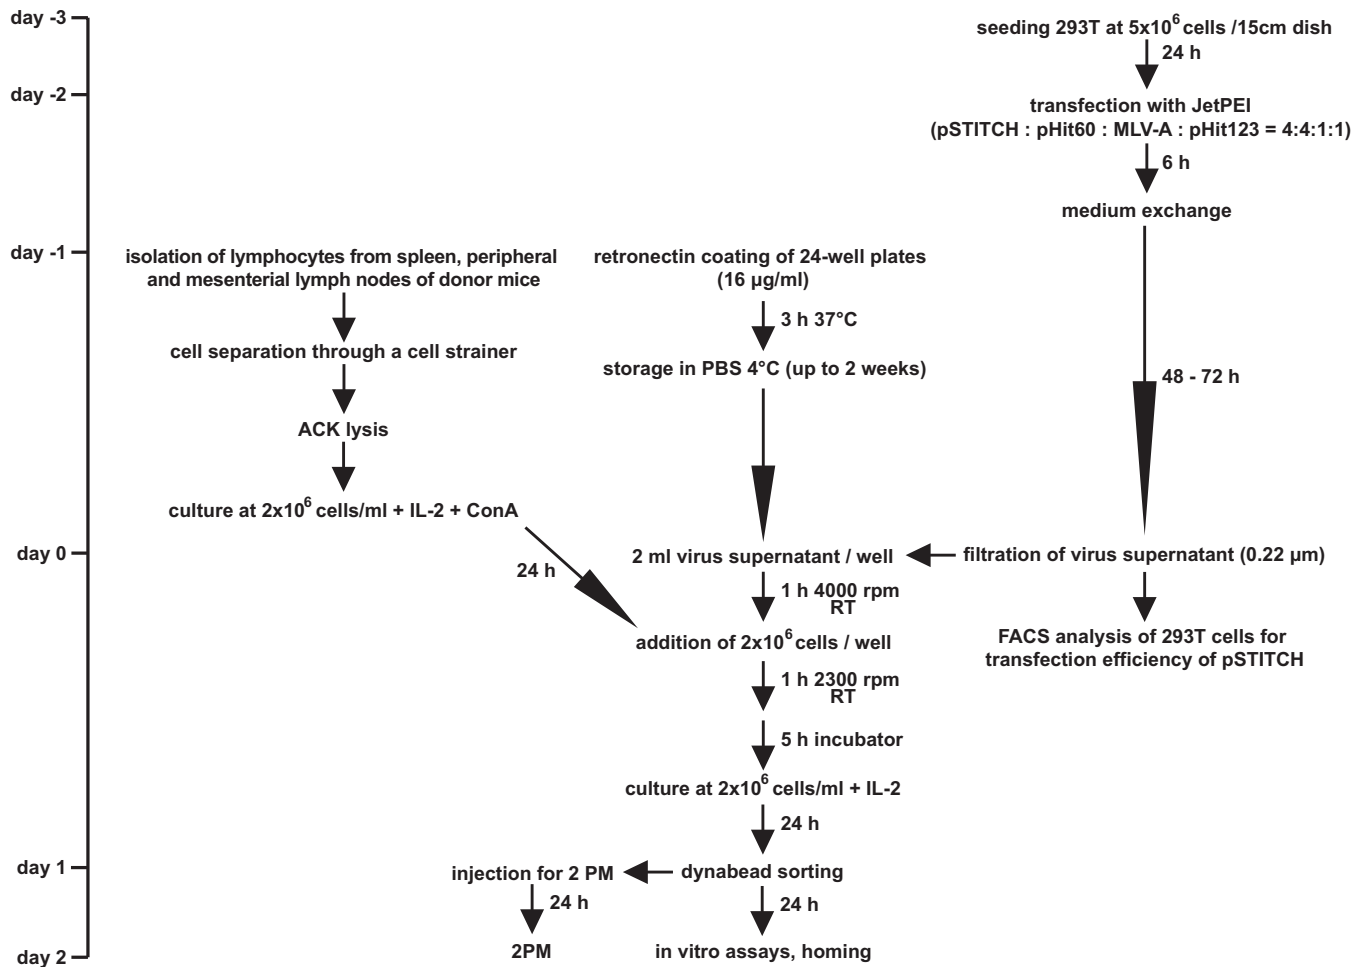 day -3
seeding 293T at 5x10⁶ cells /15cm dish
24 h
day -2
transfection with JetPEI
(pSTITCH : pHit60 : MLV-A : pHit123 = 4:4:1:1)
6 h
medium exchange
48 - 72 h
day -1
isolation of lymphocytes from spleen, peripheral
and mesenterial lymph nodes of donor mice
cell separation through a cell strainer
ACK lysis
culture at 2x10⁶ cells/ml + IL-2 + ConA
24 h
retronectin coating of 24-well plates
(16 µg/ml)
3 h 37°C
storage in PBS 4°C (up to 2 weeks)
day 0
2 ml virus supernatant / well
filtration of virus supernatant (0.22 µm)
1 h 4000 rpm
RT
FACS analysis of 293T cells for
transfection efficiency of pSTITCH
addition of 2x10⁶ cells / well
1 h 2300 rpm
RT
5 h incubator
culture at 2x10⁶ cells/ml + IL-2
24 h
day 1
injection for 2 PM
dynabead sorting
24 h
24 h
day 2
2PM
in vitro assays, homing